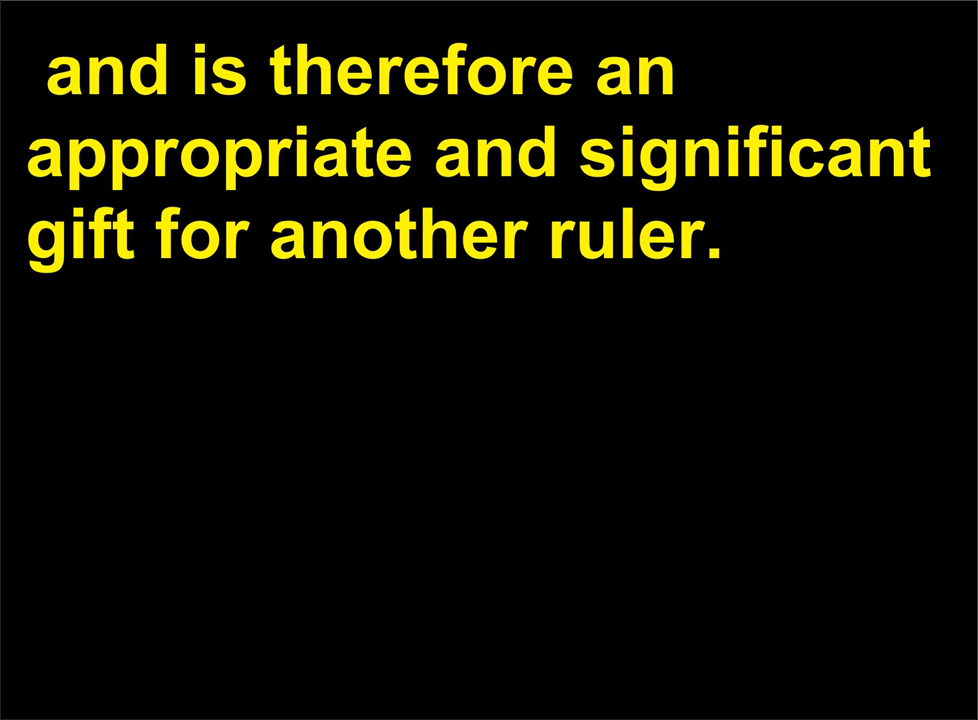 and is therefore an
appropriate and significant
gift for another ruler.